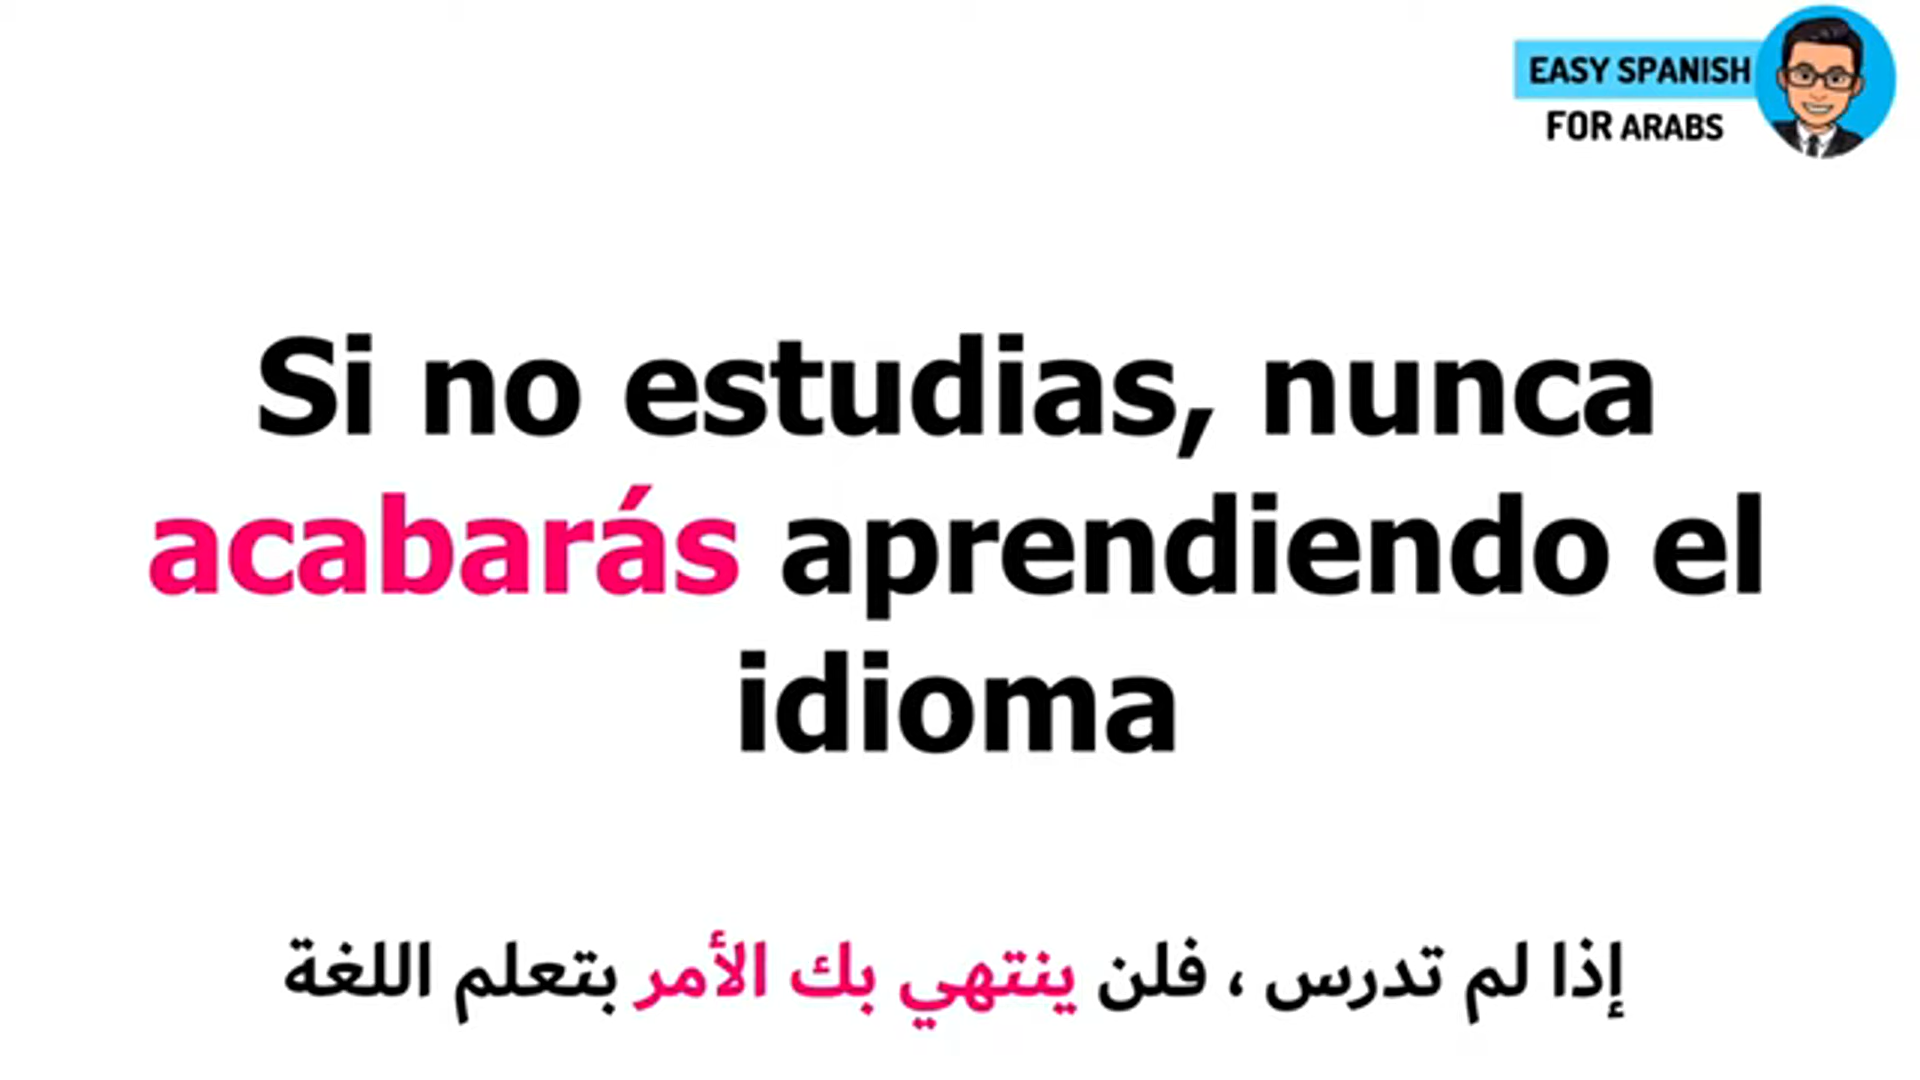 EASY SPANISH
FOR ARABS
Si no estudias, nunca
acabarás aprendiendo el
idioma
إذا لم تدرس ، فلن ينتهي بك الأمر بتعلم اللغة